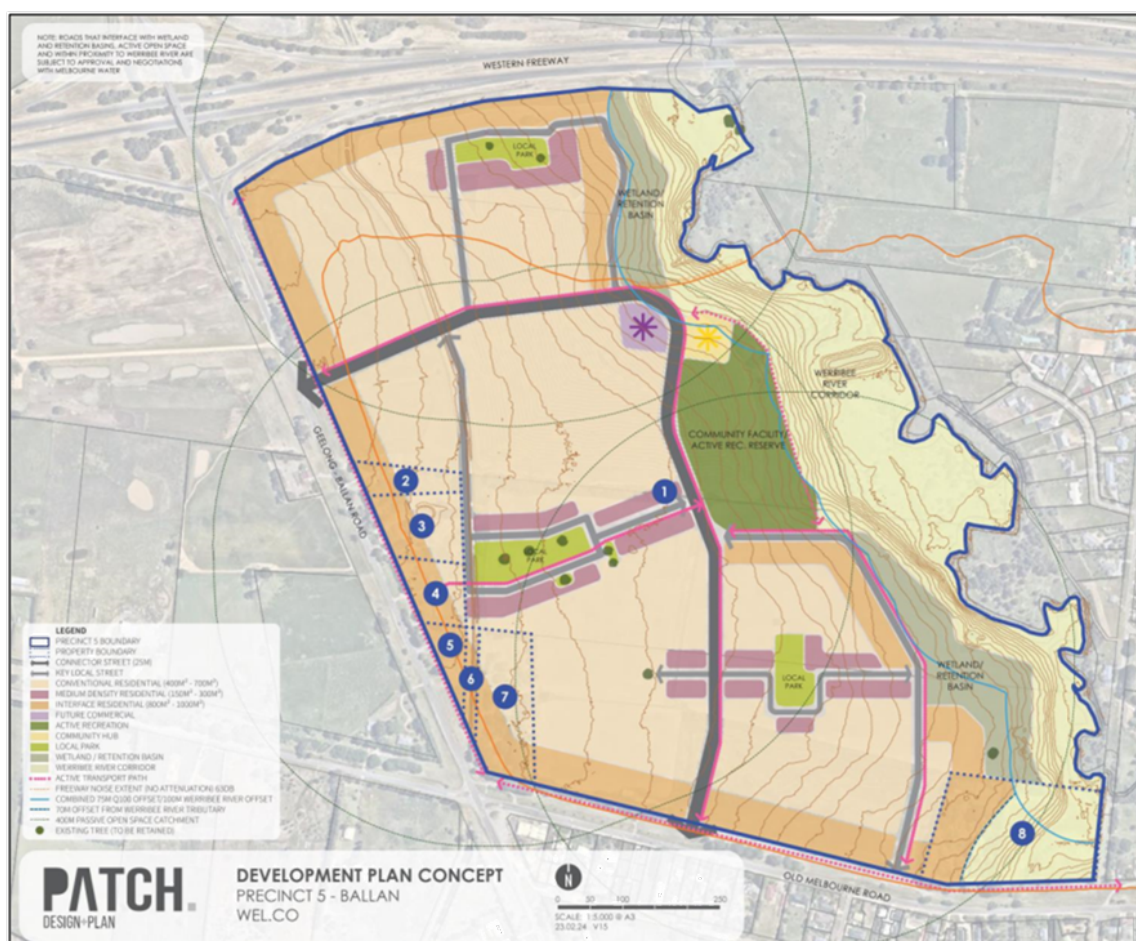 NOTE: ROADS THAT INTERFACE WITH WETLAND
AND RETENTION BASINS, ACTIVE OPEN SPACE
AND WITHIN PROXIMITY TO WERRIBEE RIVER ARE
SUBJECT TO APPROVAL AND NEGOTIATIONS
WITH MELBOURNE WATER
WESTERN FREEWAY
LOCAL
PARK
WETLAND/
RETENTION
BASIN
WERRIBEE
RIVER
CORRIDOR
COMMUNITY FACILITY/
ACTIVE REC. RESERVE
GEELONG-BALLAN ROAD
1
2
3
LOCAL
PARK
4
5
6
7
LOCAL
PARK
WETLAND/
RETENTION
BASIN
8
OLD MELBOURNE ROAD
LEGEND
PRECINCT 5 BOUNDARY
PROPERTY BOUNDARY
CONNECTOR STREET (25M)
KEY LOCAL STREET
CONVENTIONAL RESIDENTIAL (400M² - 700M²)
MEDIUM DENSITY RESIDENTIAL (150M² - 300M²)
INTERFACE RESIDENTIAL (800M² - 1000M²)
FUTURE COMMERCIAL
ACTIVE RECREATION
COMMUNITY HUB
LOCAL PARK
WETLAND / RETENTION BASIN
WERRIBEE RIVER CORRIDOR
ACTIVE TRANSPORT PATH
FREEWAY NOISE EXTENT (NO ATTENUATION) 63DB
COMBINED 75M Q100 OFFSET/100M WERRIBEE RIVER OFFSET
70M OFFSET FROM WERRIBEE RIVER TRIBUTARY
400M PASSIVE OPEN SPACE CATCHMENT
EXISTING TREE (TO BE RETAINED)
PATCH.
DESIGN+PLAN
DEVELOPMENT PLAN CONCEPT
PRECINCT 5 - BALLAN
WEL.CO
N
0 50 100 250
SCALE: 1:5,000 @ A3
23.02.24 V15